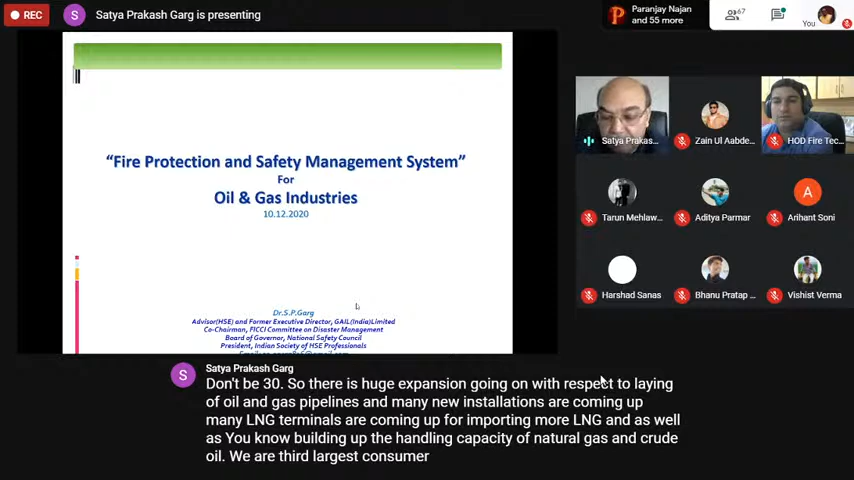 REC
S
Satya Prakash Garg is presenting
Paranjay Najan
and 55 more
67
You
"Fire Protection and Safety Management System"
For
Oil & Gas Industries
10.12.2020
Dr.S.P.Garg
Advisor(HSE) and Former Executive Director, GAIL(India)Limited
Co-Chairman, FICCI Committee on Disaster Management
Board of Governor, National Safety Council
President, Indian Society of HSE Professionals
Satya Prakas...
Zain Ul Aabde...
HOD Fire Tec...
Tarun Mehlaw...
Aditya Parmar
A
Arihant Soni
Harshad Sanas
Bhanu Pratap ...
Vishist Verma
S
Satya Prakash Garg
Don't be 30. So there is huge expansion going on with respect to laying
of oil and gas pipelines and many new installations are coming up
many LNG terminals are coming up for importing more LNG and as well
as You know building up the handling capacity of natural gas and crude
oil. We are third largest consumer